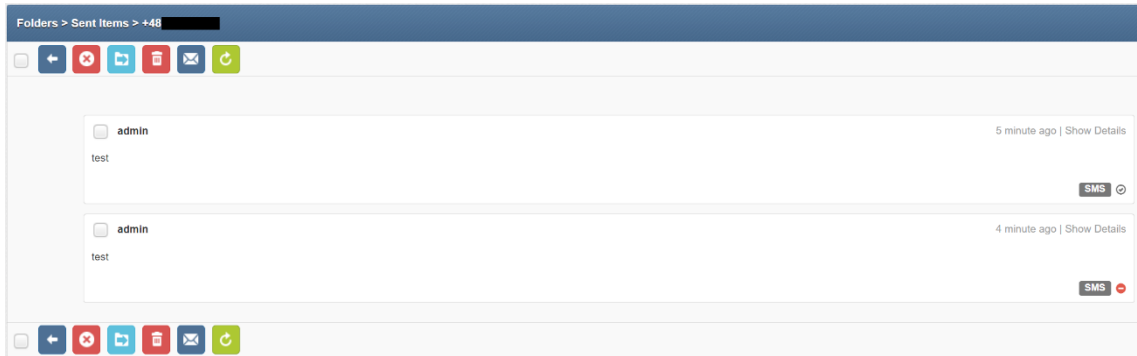 Folders > Sent Items > +48
admin
5 minute ago | Show Details
test
SMS
admin
4 minute ago | Show Details
test
SMS